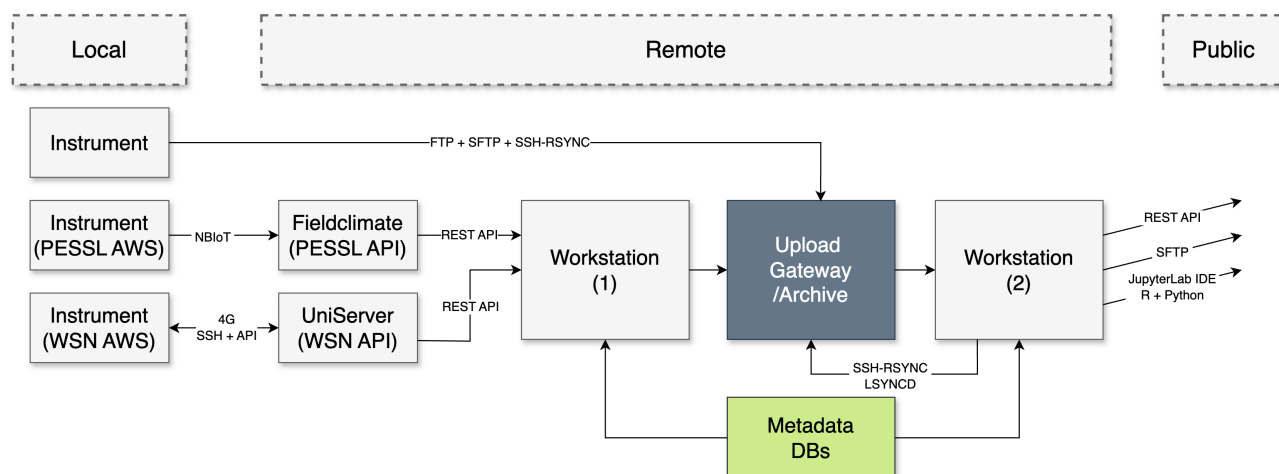 Local
Remote
Public
Instrument
FTP + SFTP + SSH-RSYNC
Instrument
(PESSL AWS)
NBIoT
Fieldclimate
(PESSL API)
REST API
Workstation
(1)
Upload
Gateway
/Archive
Workstation
(2)
REST API
SFTP
JupyterLab IDE
R + Python
Instrument
(WSN AWS)
4G
SSH + API
UniServer
(WSN API)
REST API
SSH-RSYNC
LSYNCD
Metadata
DBs